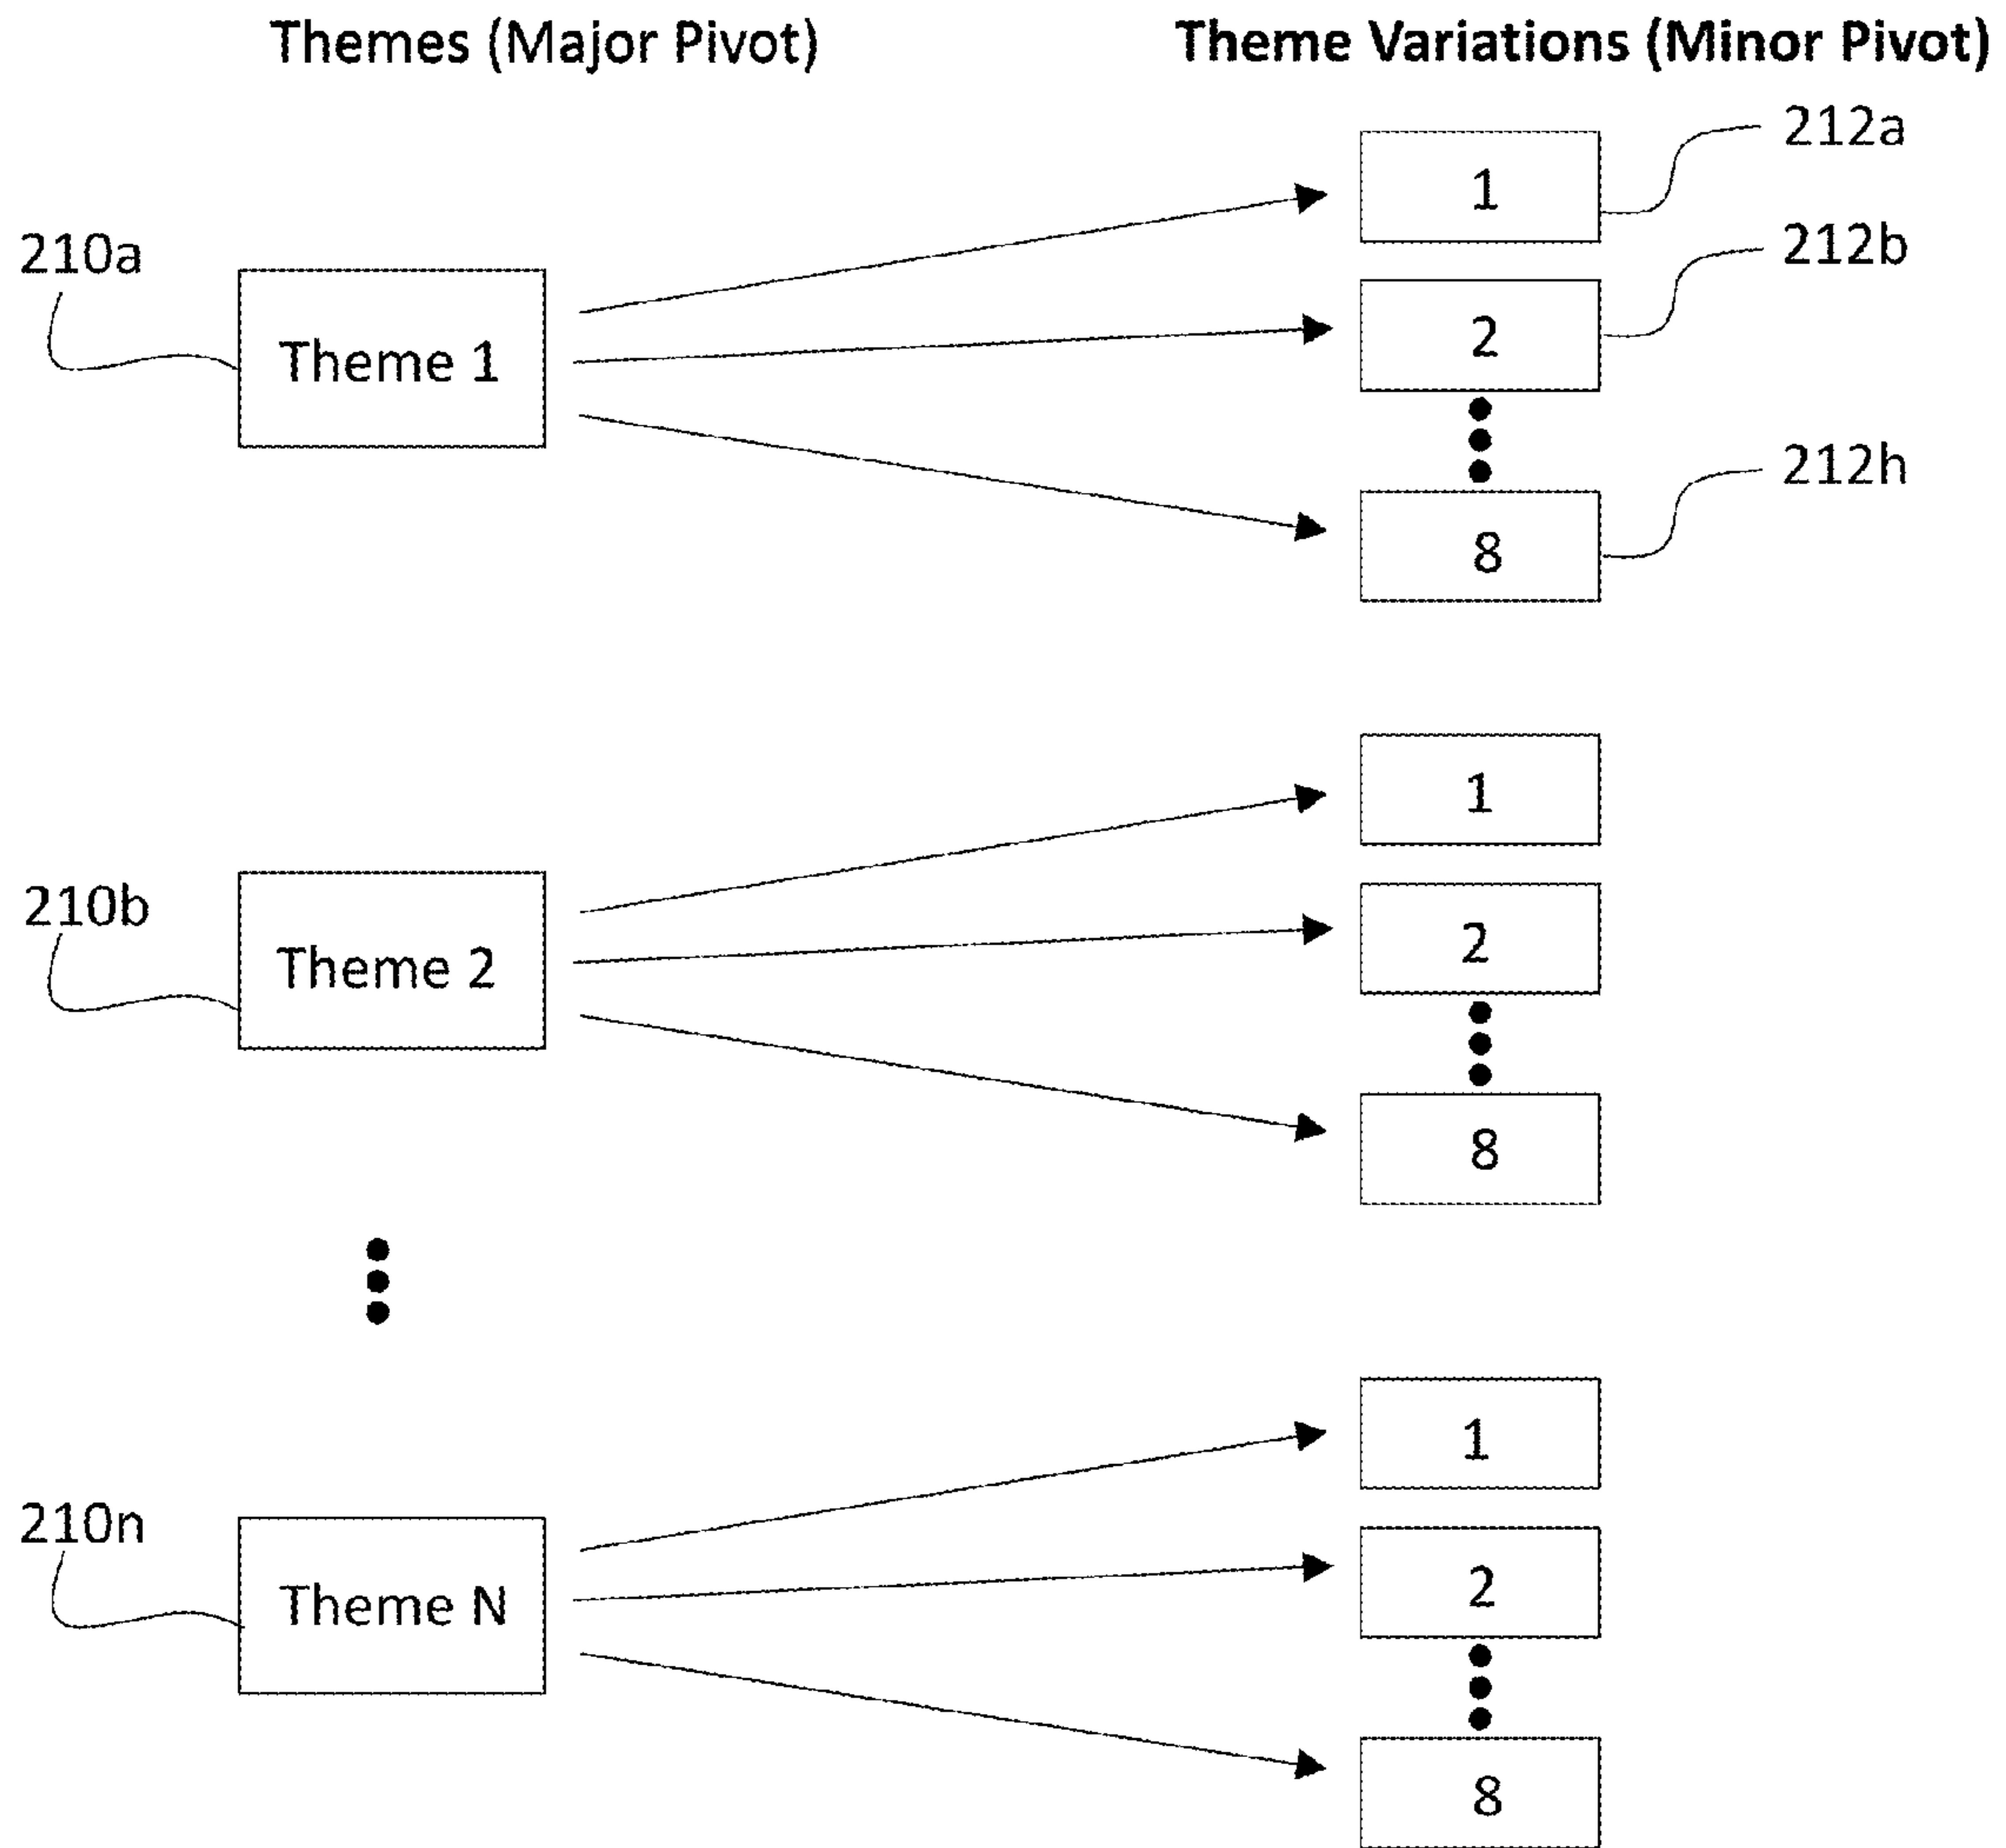 Themes (Major Pivot)
Theme Variations (Minor Pivot)
212a
1
212b
210a
2
Theme 1
212h
8
1
210b
2
Theme 2
8
1
210n
2
Theme N
8